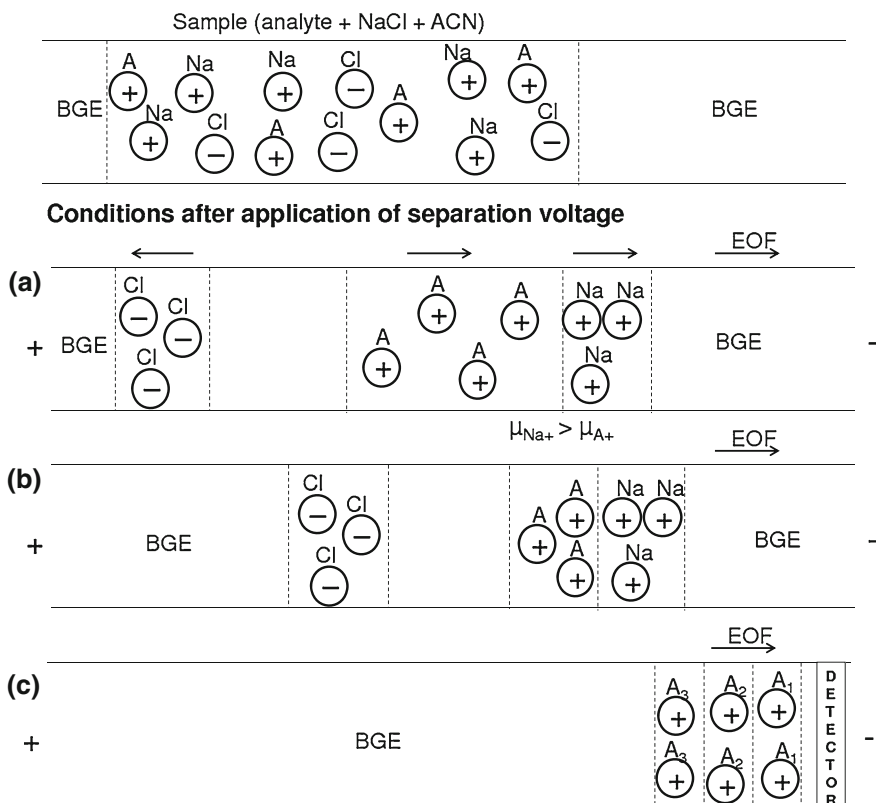 Sample (analyte + NaCl + ACN)
A Na Na Cl Na A
+ + + − + +
BGE BGE
Na Cl A Cl A Na Cl
+ − + − + + −
Conditions after application of separation voltage
EOF
(a)
Cl Cl A A Na Na
− − + + + +
+ BGE BGE -
Cl A A Na
− + + +
μNa+ > μA+
EOF
(b)
Cl Cl A A Na Na
− − + + + +
+ BGE BGE -
Cl A Na
− + +
EOF
(c)
A3 A2 A1
+ + +
+ BGE -
A3 A2 A1
+ + +
DETECTOR